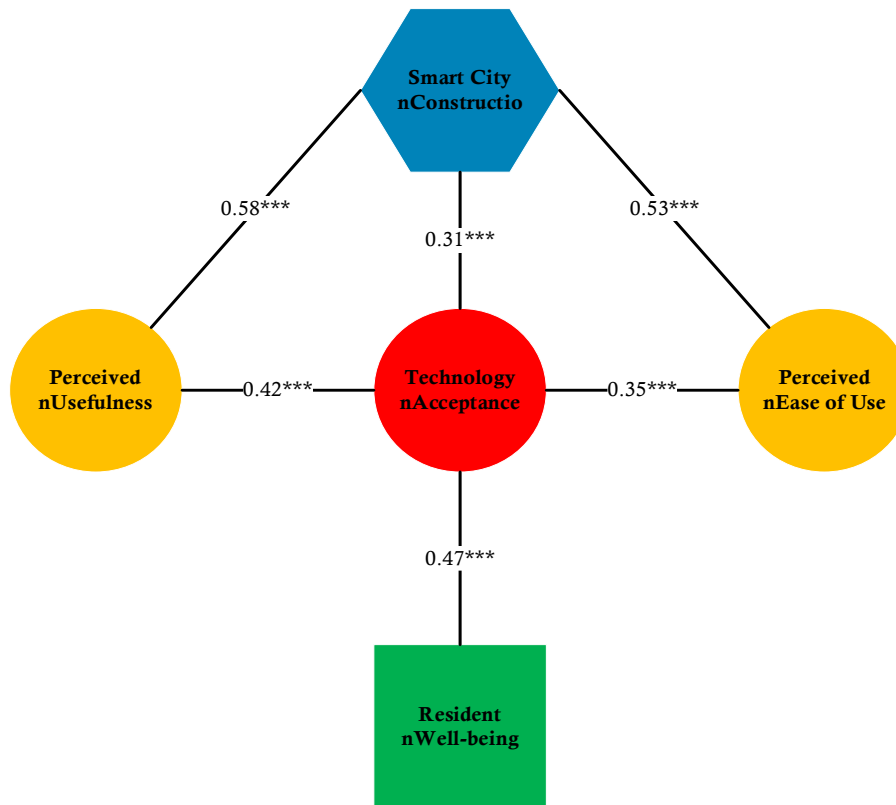 Smart City
nConstructio
0.58***
0.53***
0.31***
Perceived
nUsefulness
0.42***
Technology
nAcceptance
0.35***
Perceived
nEase of Use
0.47***
Resident
nWell-being